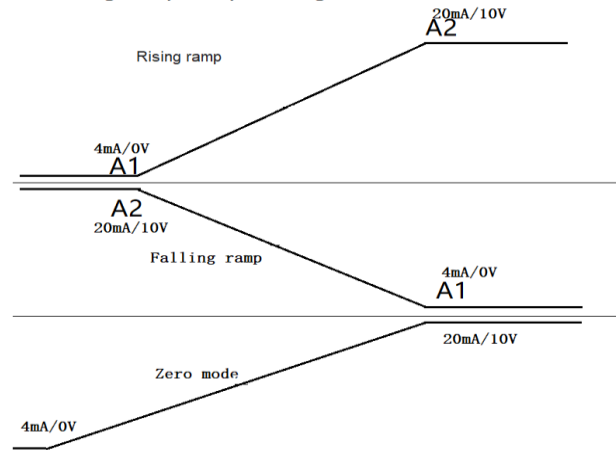 20mA/10V
A2
Rising ramp
4mA/0V
A1
A2
20mA/10V
Falling ramp
4mA/0V
A1
20mA/10V
Zero mode
4mA/0V